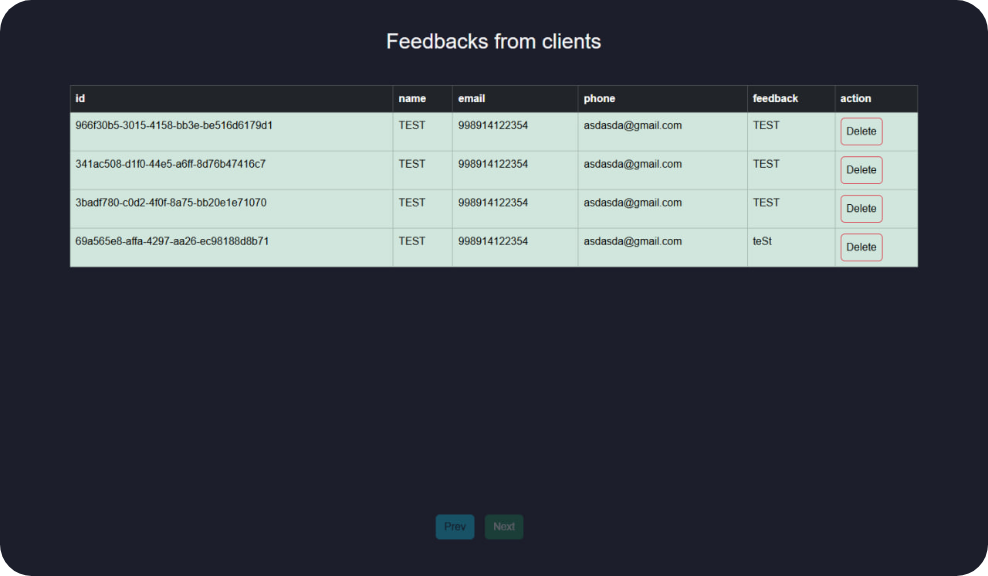 Feedbacks from clients
id name email phone feedback action
966f30b5-3015-4158-bb3e-be516d6179d1 TEST 998914122354 asdasda@gmail.com TEST Delete
341ac508-d1f0-44e5-a6ff-8d76b47416c7 TEST 998914122354 asdasda@gmail.com TEST Delete
3badf780-c0d2-4f0f-8a75-bb20e1e71070 TEST 998914122354 asdasda@gmail.com TEST Delete
69a565e8-affa-4297-aa26-ec98188d8b71 TEST 998914122354 asdasda@gmail.com teSt Delete
Prev Next